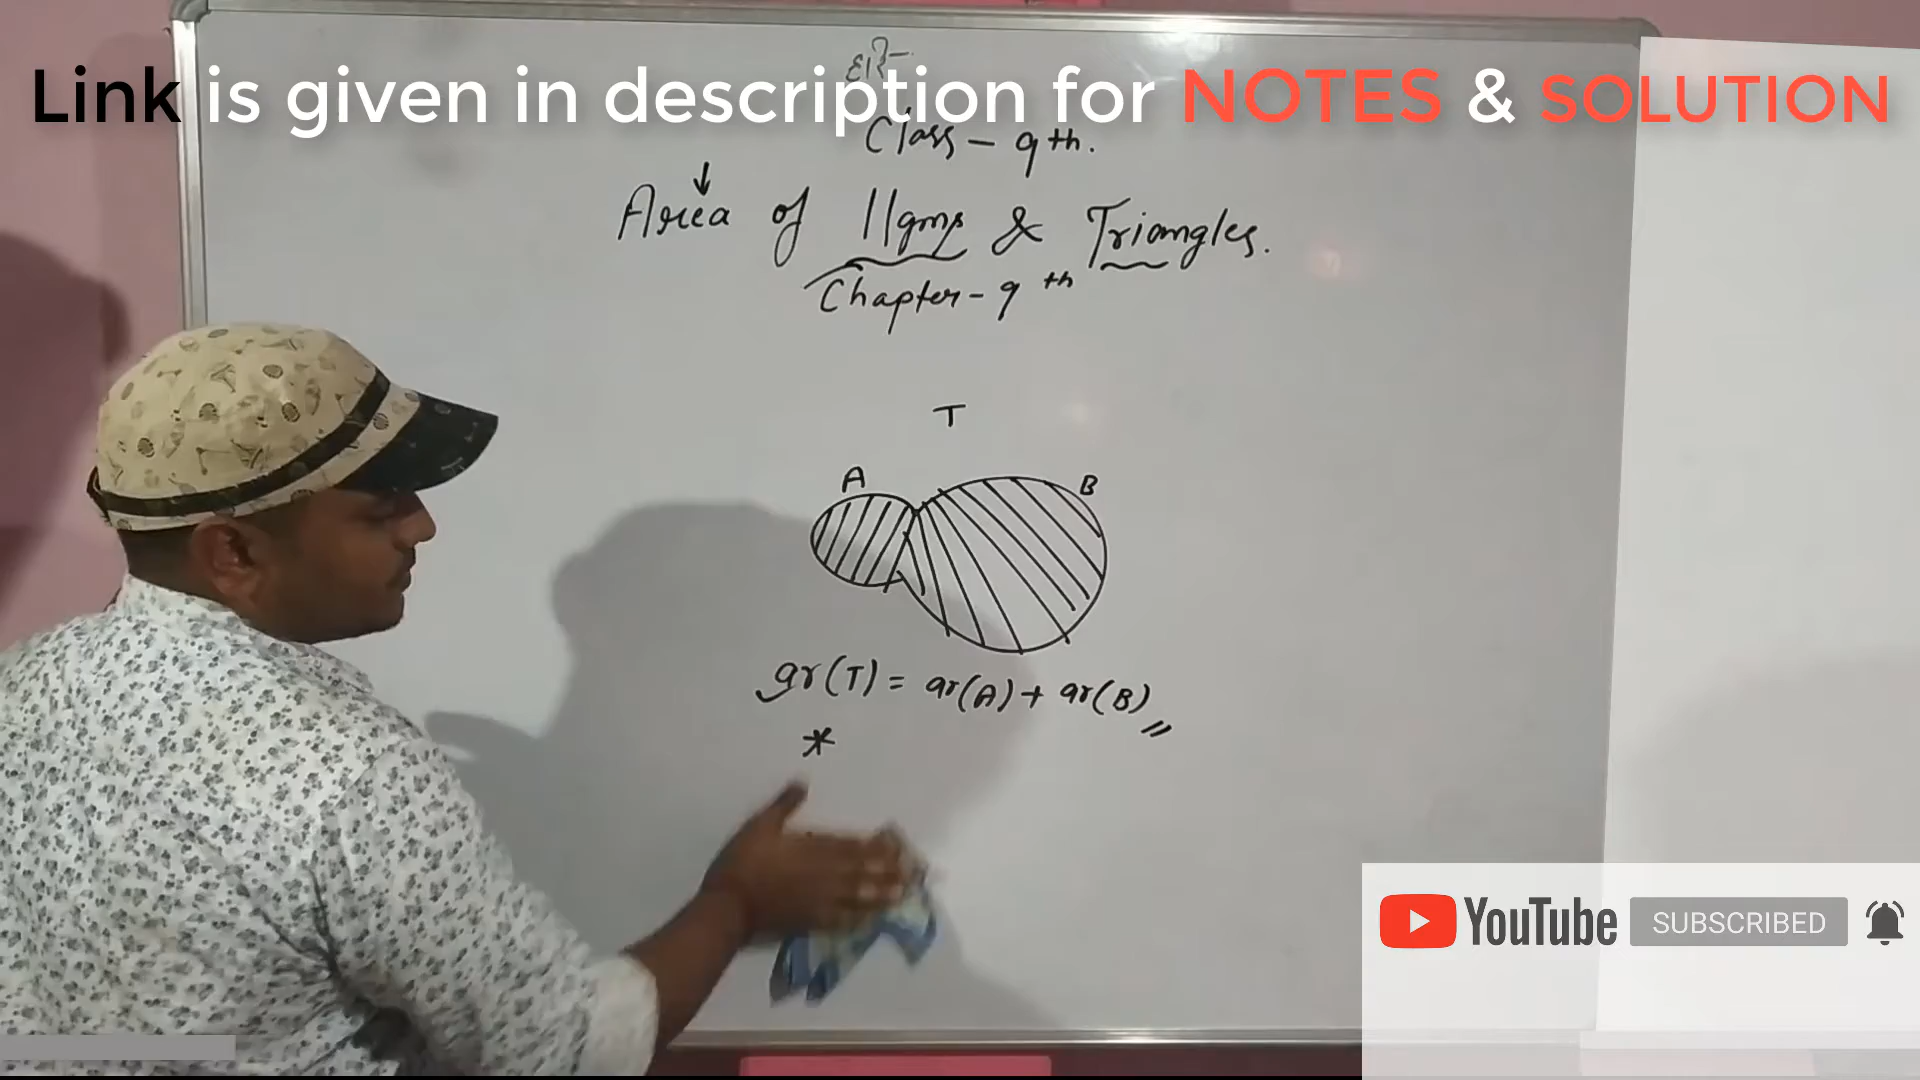 Link is given in description for NOTES & SOLUTION
Class - 9th.
↓
Area of ||gms & Triangles.
Chapter - 9th
T
A
B
ar(T) = ar(A) + ar(B)
*
YouTube SUBSCRIBED